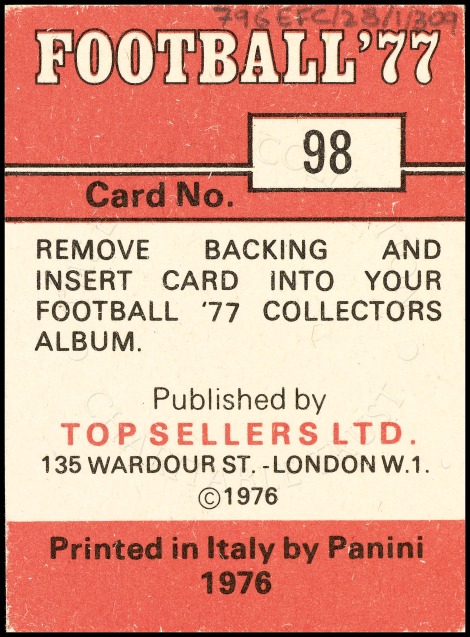 796 EFC/28/1/309
FOOTBALL '77
98
Card No.
REMOVE BACKING AND
INSERT CARD INTO YOUR
FOOTBALL '77 COLLECTORS
ALBUM.
Published by
TOP SELLERS LTD.
135 WARDOUR ST. - LONDON W.1.
©1976
Printed in Italy by Panini
1976